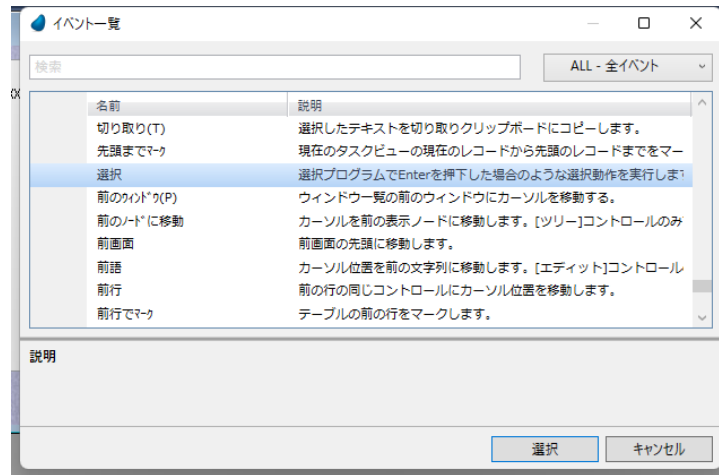 イベント一覧
検索
ALL - 全イベント
名前 説明
切り取り(T) 選択したテキストを切り取りクリップボードにコピーします。
先頭までﾏｰｸ 現在のタスクビューの現在のレコードから先頭のレコードまでをマー
選択 選択プログラムでEnterを押下した場合のような選択動作を実行しま
前のｳｨﾝﾄﾞｳ(P) ウィンドウ一覧の前のウィンドウにカーソルを移動する。
前のﾉｰﾄﾞに移動 カーソルを前の表示ノードに移動します。[ツリー]コントロールのみ
前画面 前画面の先頭に移動します。
前語 カーソル位置を前の文字列に移動します。[エディット]コントロール
前行 前の行の同じコントロールにカーソル位置を移動します。
前行でﾏｰｸ テーブルの前の行をマークします。
説明
選択 キャンセル